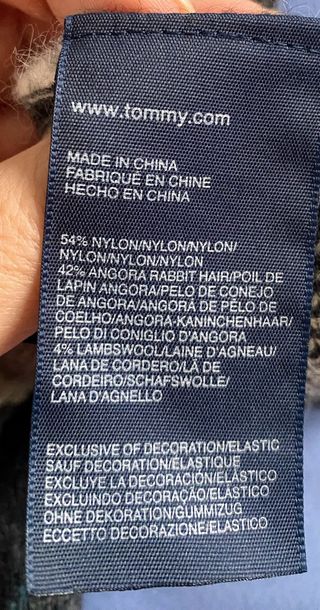 www.tommy.com
MADE IN CHINA
FABRIQUÉ EN CHINE
HECHO EN CHINA
54% NYLON/NYLON/NYLON/
NYLON/NYLON/NYLON
42% ANGORA RABBIT HAIR/POIL DE
LAPIN ANGORA/PELO DE CONEJO
DE ANGORA/ANGORÁ DE PÊLO DE
COELHO/ANGORA-KANINCHENHAAR/
PELO DI CONIGLIO D'ANGORA
4% LAMBSWOOL/LAINE D'AGNEAU/
LANA DE CORDERO/LÃ DE
CORDEIRO/SCHAFSWOLLE/
LANA D'AGNELLO
EXCLUSIVE OF DECORATION/ELASTIC
SAUF DECORATION/ÉLASTIQUE
EXCLUYE LA DECORACIÓN/ELÁSTICO
EXCLUINDO DECORAÇÃO/ELÁSTICO
OHNE DEKORATION/GUMMIZUG
ECCETTO DECORAZIONE/ELASTICO